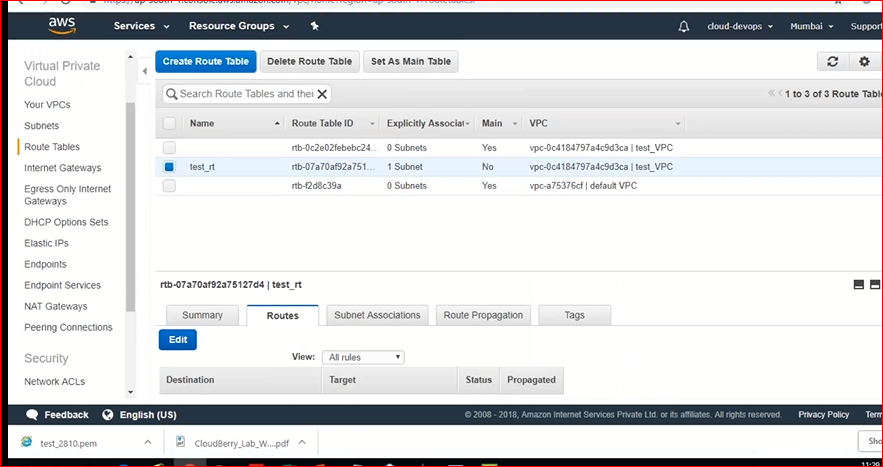 aws Services Resource Groups cloud-devops Mumbai Support
Virtual Private
Cloud
Your VPCs
Subnets
Route Tables
Internet Gateways
Egress Only Internet
Gateways
DHCP Option Sets
Elastic IPs
Endpoints
Endpoint Services
NAT Gateways
Peering Connections
Security
Network ACLs
Create Route Table Delete Route Table Set As Main Table
Search Route Tables and thei X
1 to 3 of 3 Route Table
Name Route Table ID Explicitly Associat Main VPC
rtb-0c2e02febebc24... 0 Subnets Yes vpc-0c4184797a4c9d3ca | test_VPC
test_rt rtb-07a70af92a751... 1 Subnet No vpc-0c4184797a4c9d3ca | test_VPC
rtb-f2d8c39a 0 Subnets Yes vpc-a75376cf | default VPC
rtb-07a70af92a75127d4 | test_rt
Summary Routes Subnet Associations Route Propagation Tags
Edit
View: All rules
Destination Target Status Propagated
Feedback English (US) © 2008 - 2018, Amazon Internet Services Private Ltd. or its affiliates. All rights reserved. Privacy Policy Term
test_2810.pem CloudBerry_Lab_W....pdf Sho
11:29